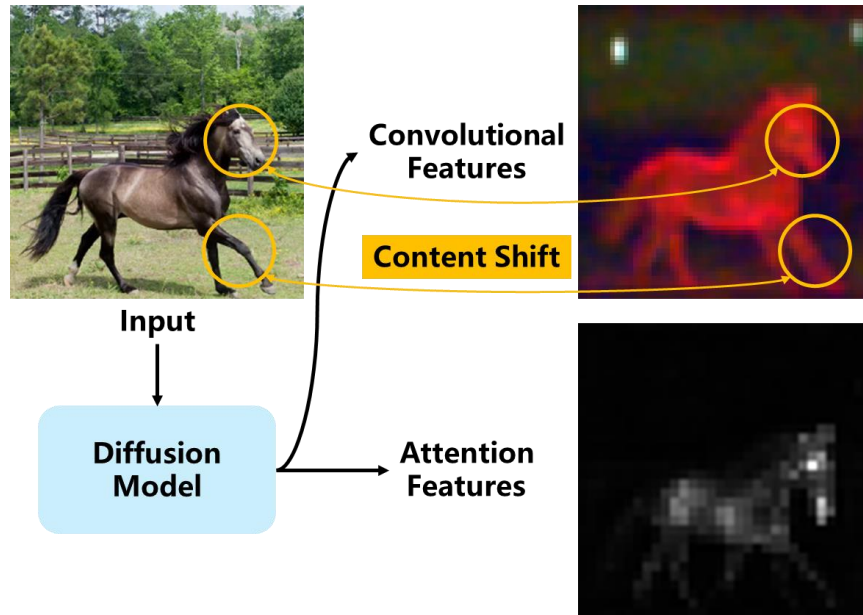 Convolutional
Features
Content Shift
Input
Diffusion
Model
Attention
Features